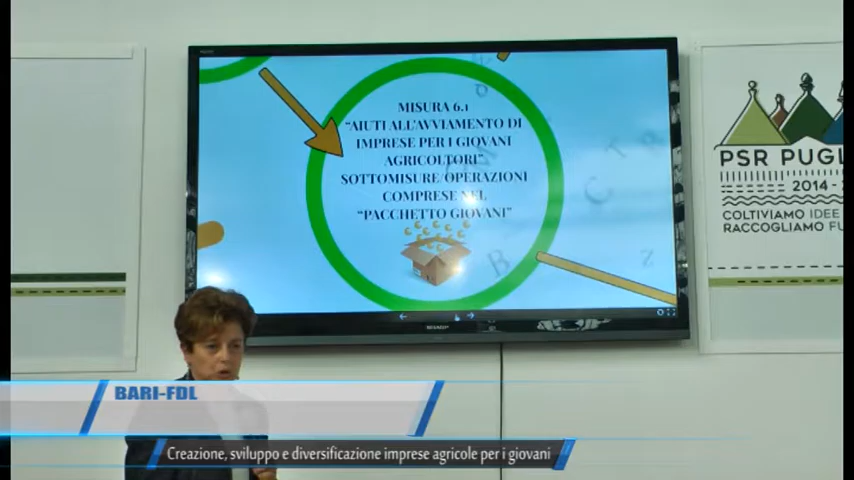 MISURA 6.1
"AIUTI ALL'AVVIAMENTO DI
IMPRESE PER I GIOVANI
AGRICOLTORI"
SOTTOMISURE/OPERAZIONI
COMPRESE NEL
"PACCHETTO GIOVANI"
PSR PUGL
2014-
COLTIVIAMO IDEE
RACCOGLIAMO FU
BARI-FDL
Creazione, sviluppo e diversificazione imprese agricole per i giovani